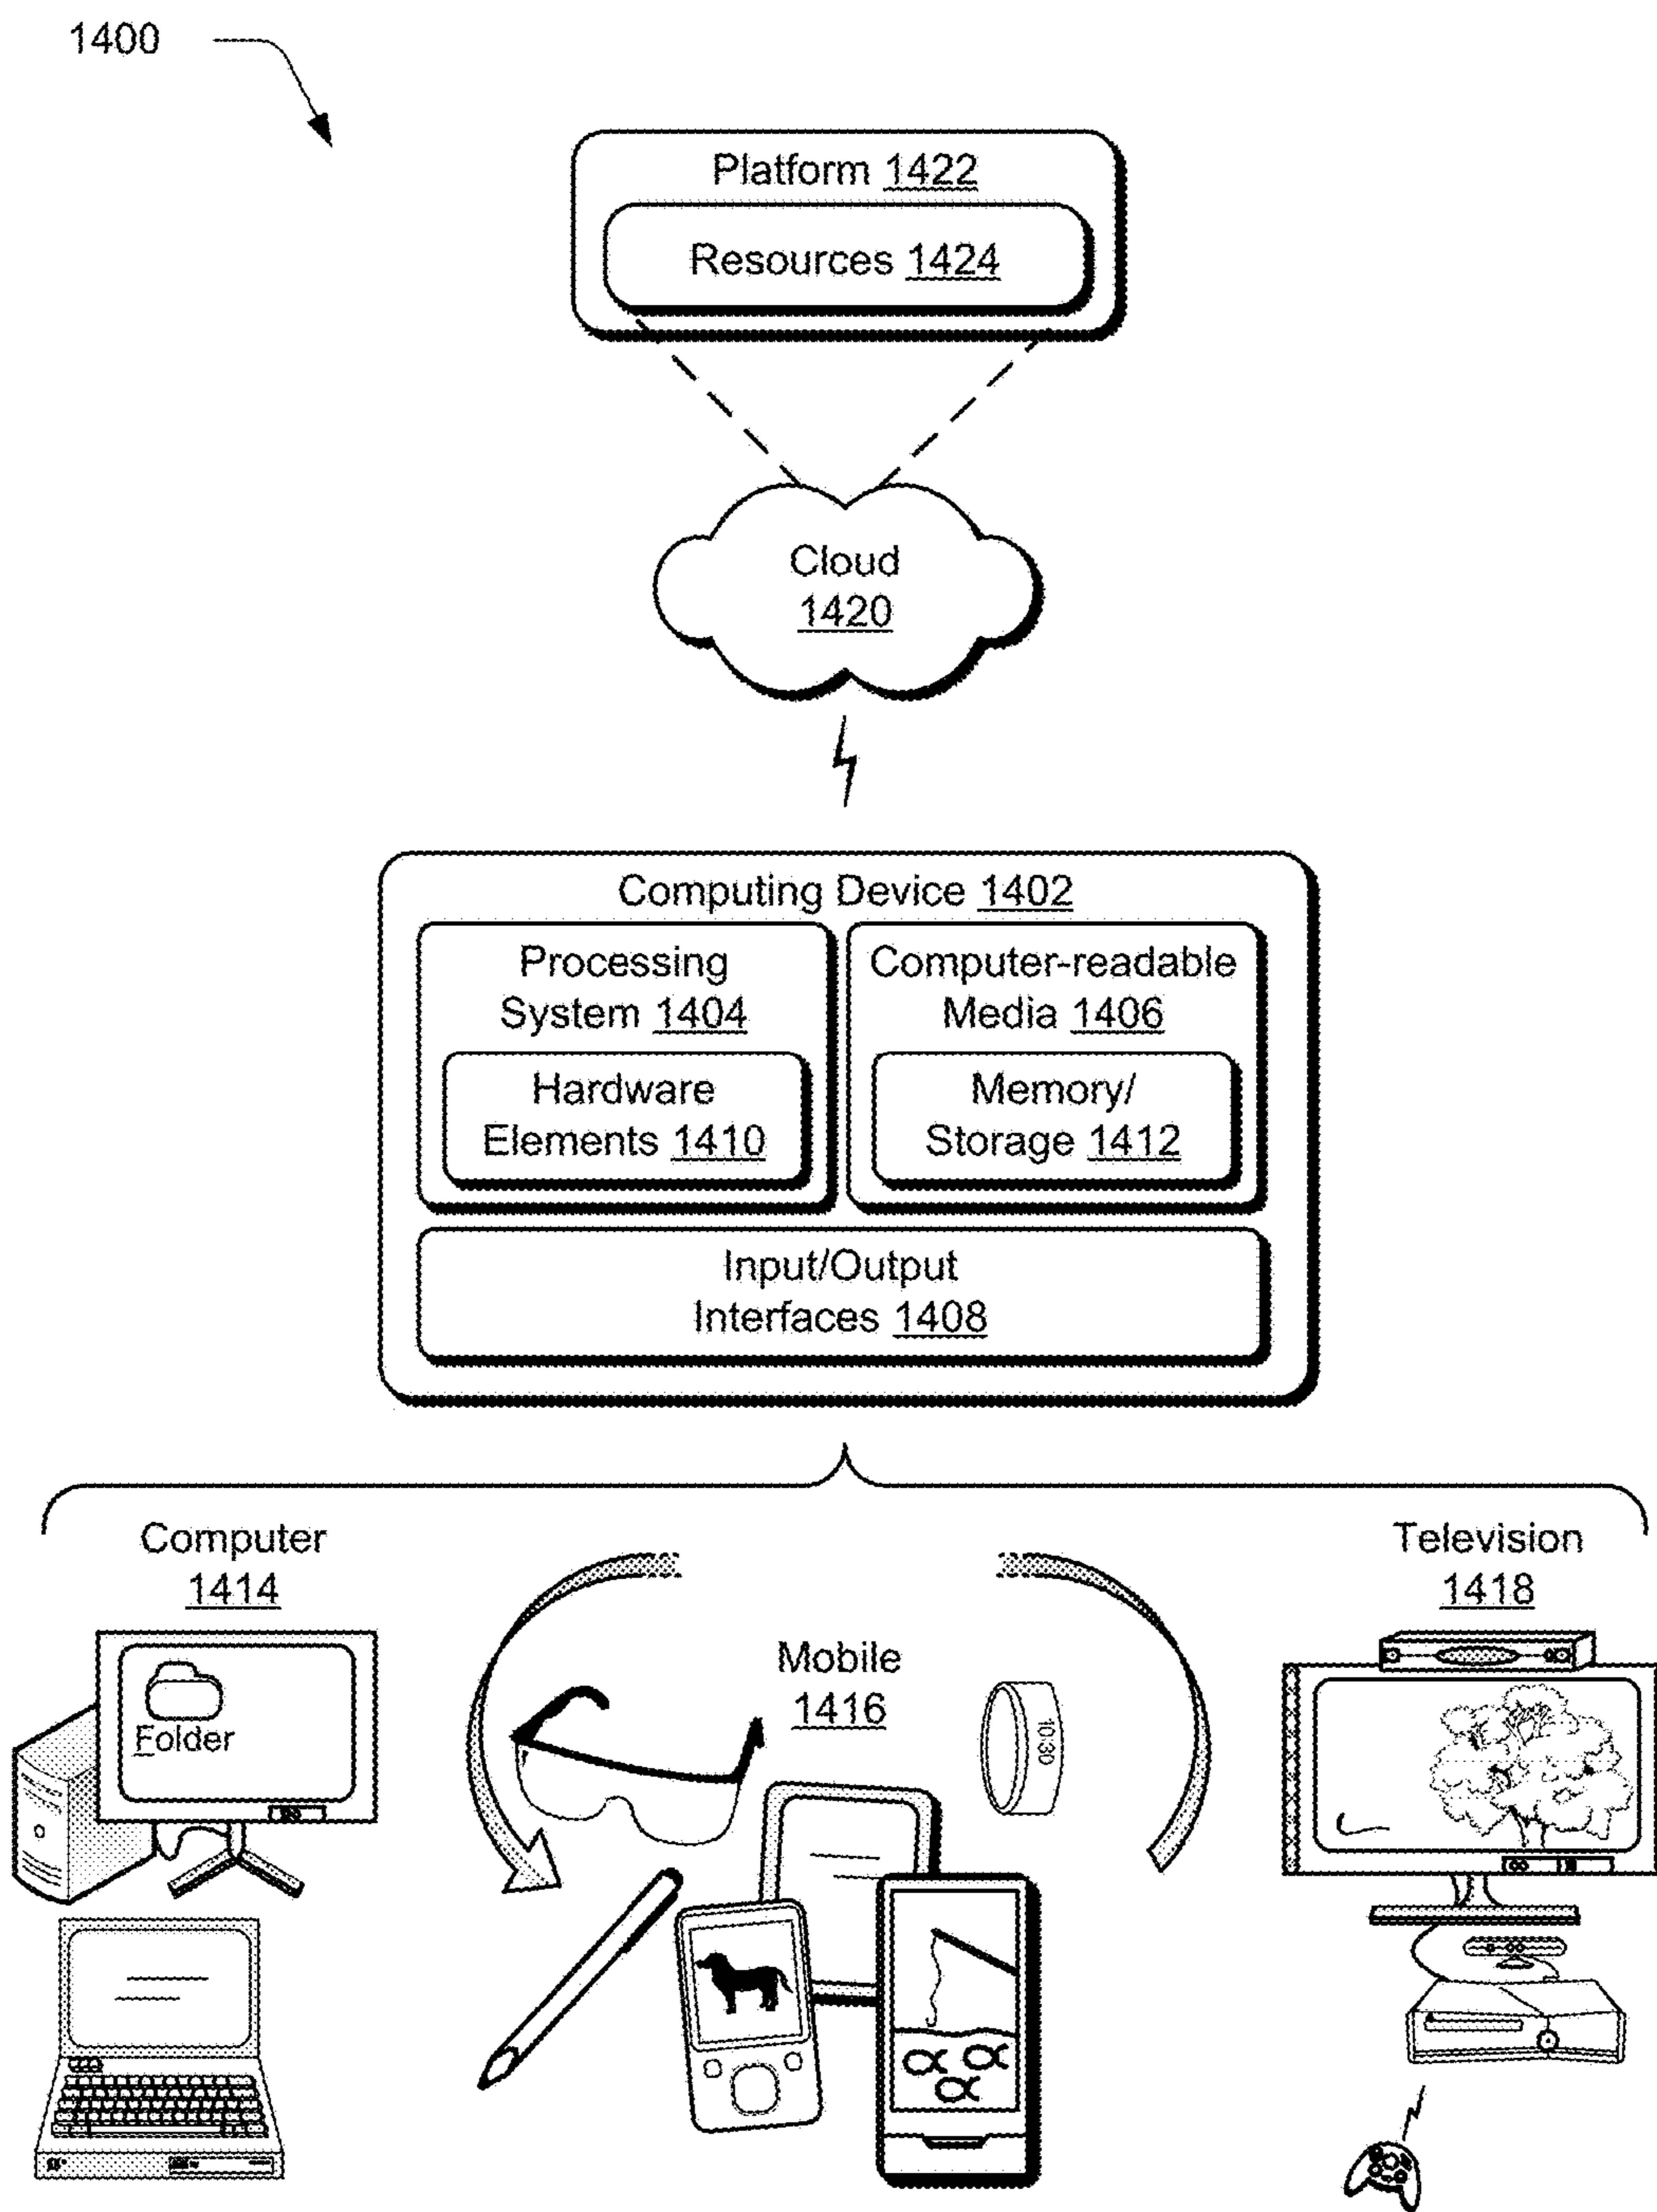 1400
Platform 1422
Resources 1424
Cloud
1420
Computing Device 1402
Processing
System 1404
Hardware
Elements 1410
Computer-readable
Media 1406
Memory/
Storage 1412
Input/Output
Interfaces 1408
Computer
1414
Folder
Mobile
1416
10:30
Television
1418